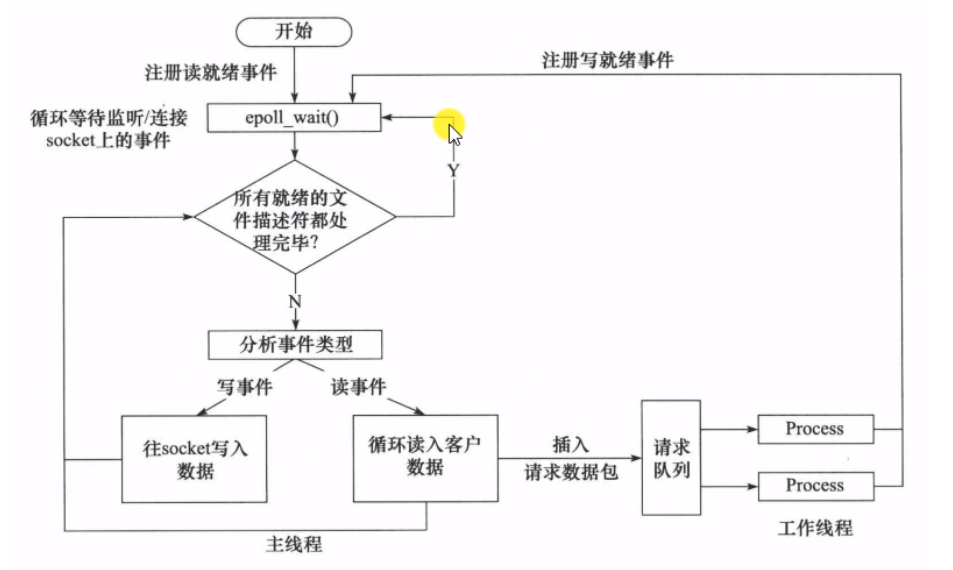 开始
注册读就绪事件
注册写就绪事件
循环等待监听/连接
socket上的事件
epoll_wait()
Y
所有就绪的文
件描述符都处
理完毕?
N
分析事件类型
写事件
读事件
往socket写入
数据
循环读入客户
数据
插入
请求数据包
请求
队列
Process
Process
主线程
工作线程